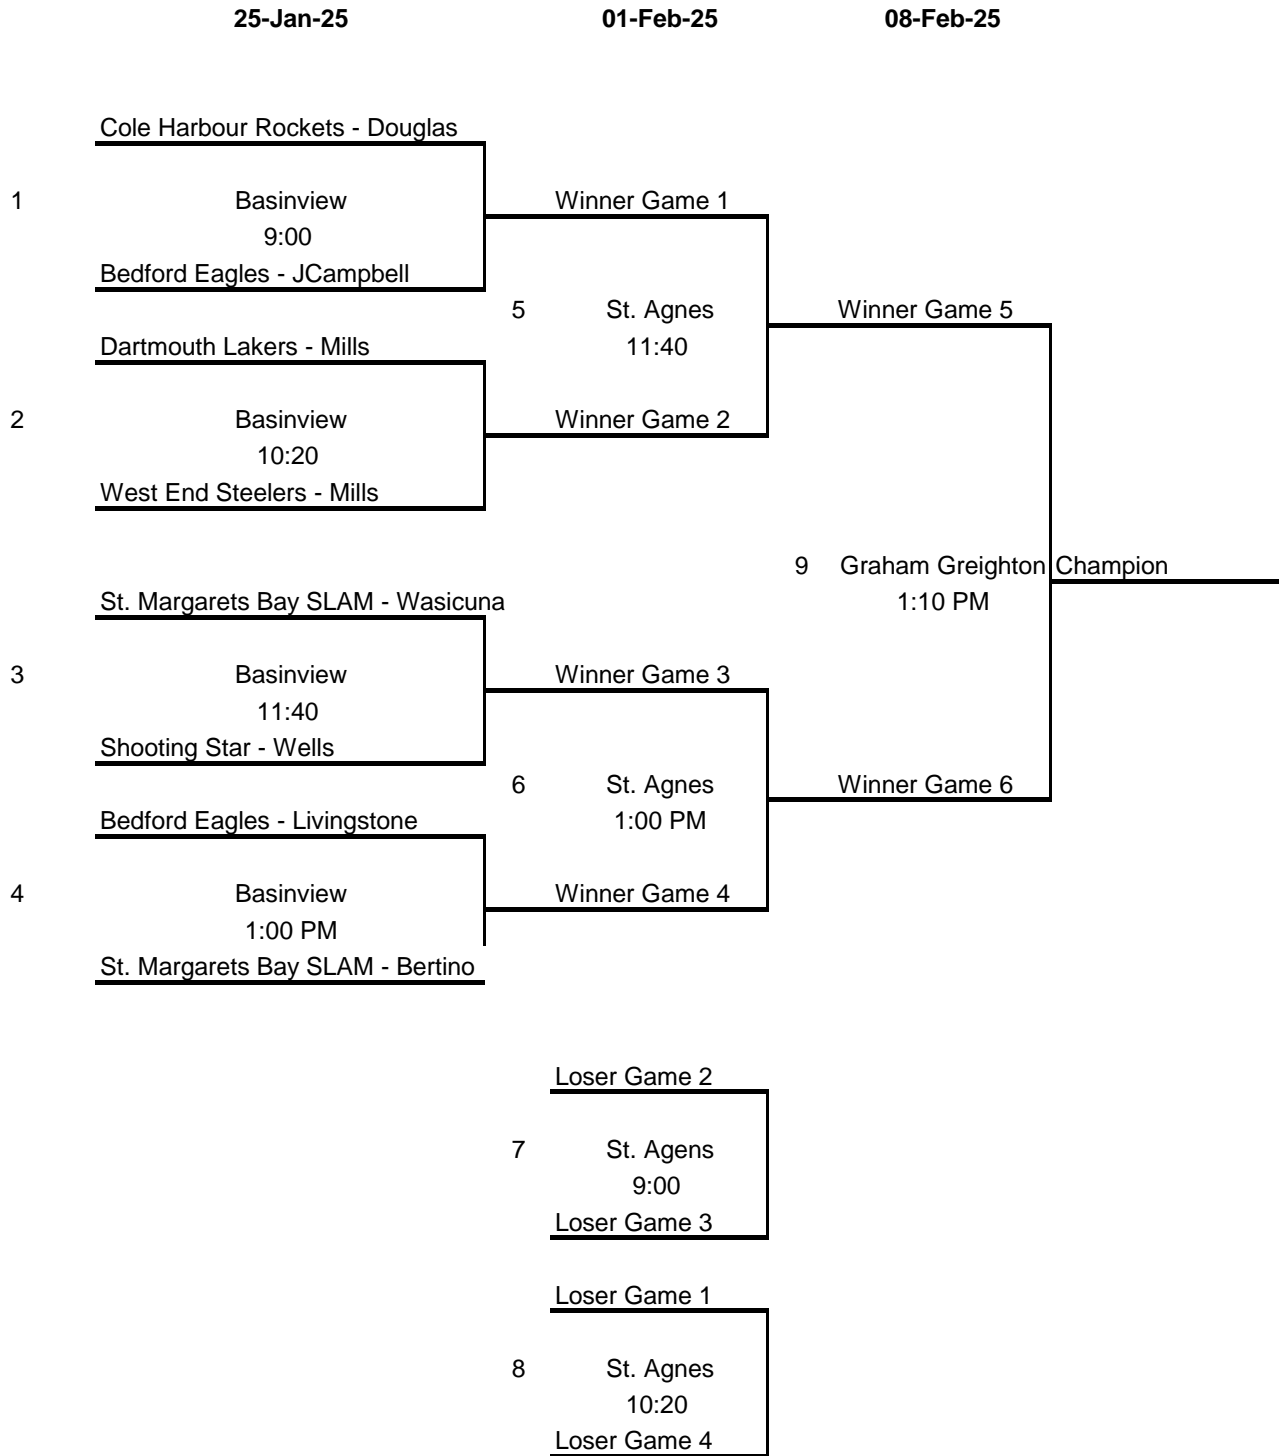 25-Jan-25 01-Feb-25 08-Feb-25
Cole Harbour Rockets - Douglas
1 Basinview Winner Game 1
9:00
Bedford Eagles - JCampbell
5 St. Agnes Winner Game 5
Dartmouth Lakers - Mills 11:40
2 Basinview Winner Game 2
10:20
West End Steelers - Mills
9 Graham Greighton Champion
St. Margarets Bay SLAM - Wasicuna 1:10 PM
3 Basinview Winner Game 3
11:40
Shooting Star - Wells
6 St. Agnes Winner Game 6
Bedford Eagles - Livingstone 1:00 PM
4 Basinview Winner Game 4
1:00 PM
St. Margarets Bay SLAM - Bertino
Loser Game 2
7 St. Agens
9:00
Loser Game 3
Loser Game 1
8 St. Agnes
10:20
Loser Game 4